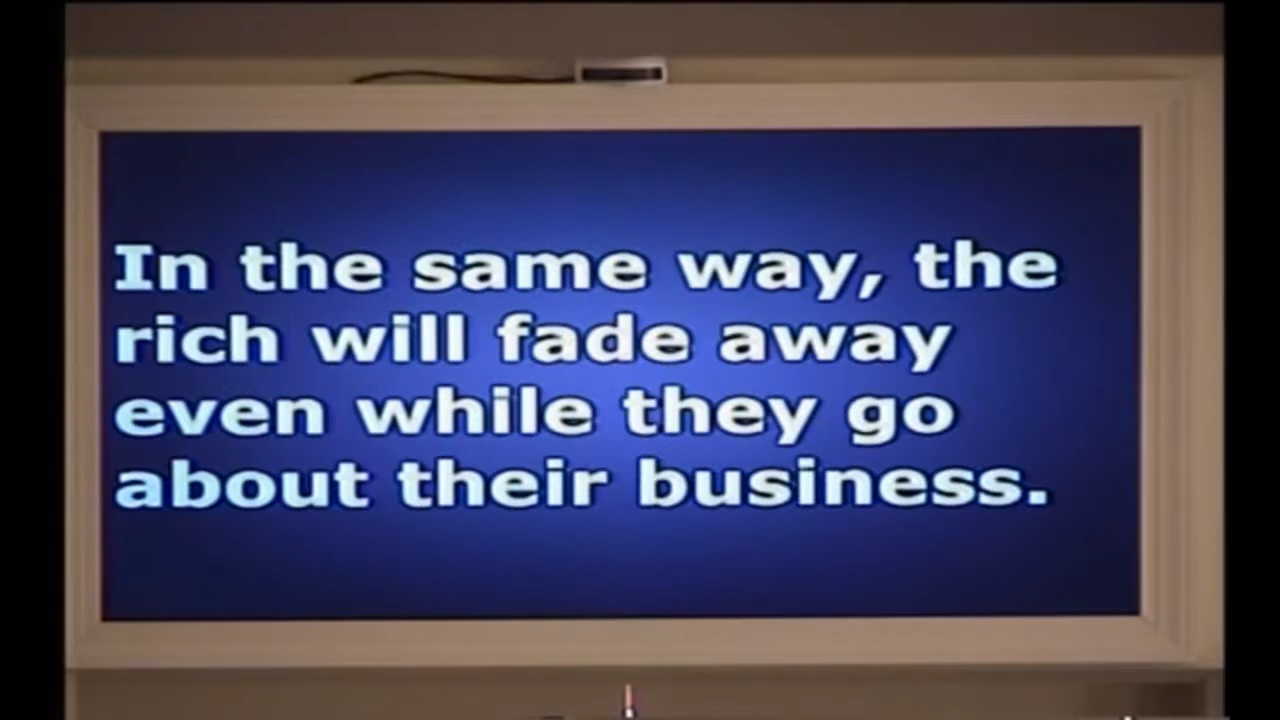 In the same way, the
rich will fade away
even while they go
about their business.